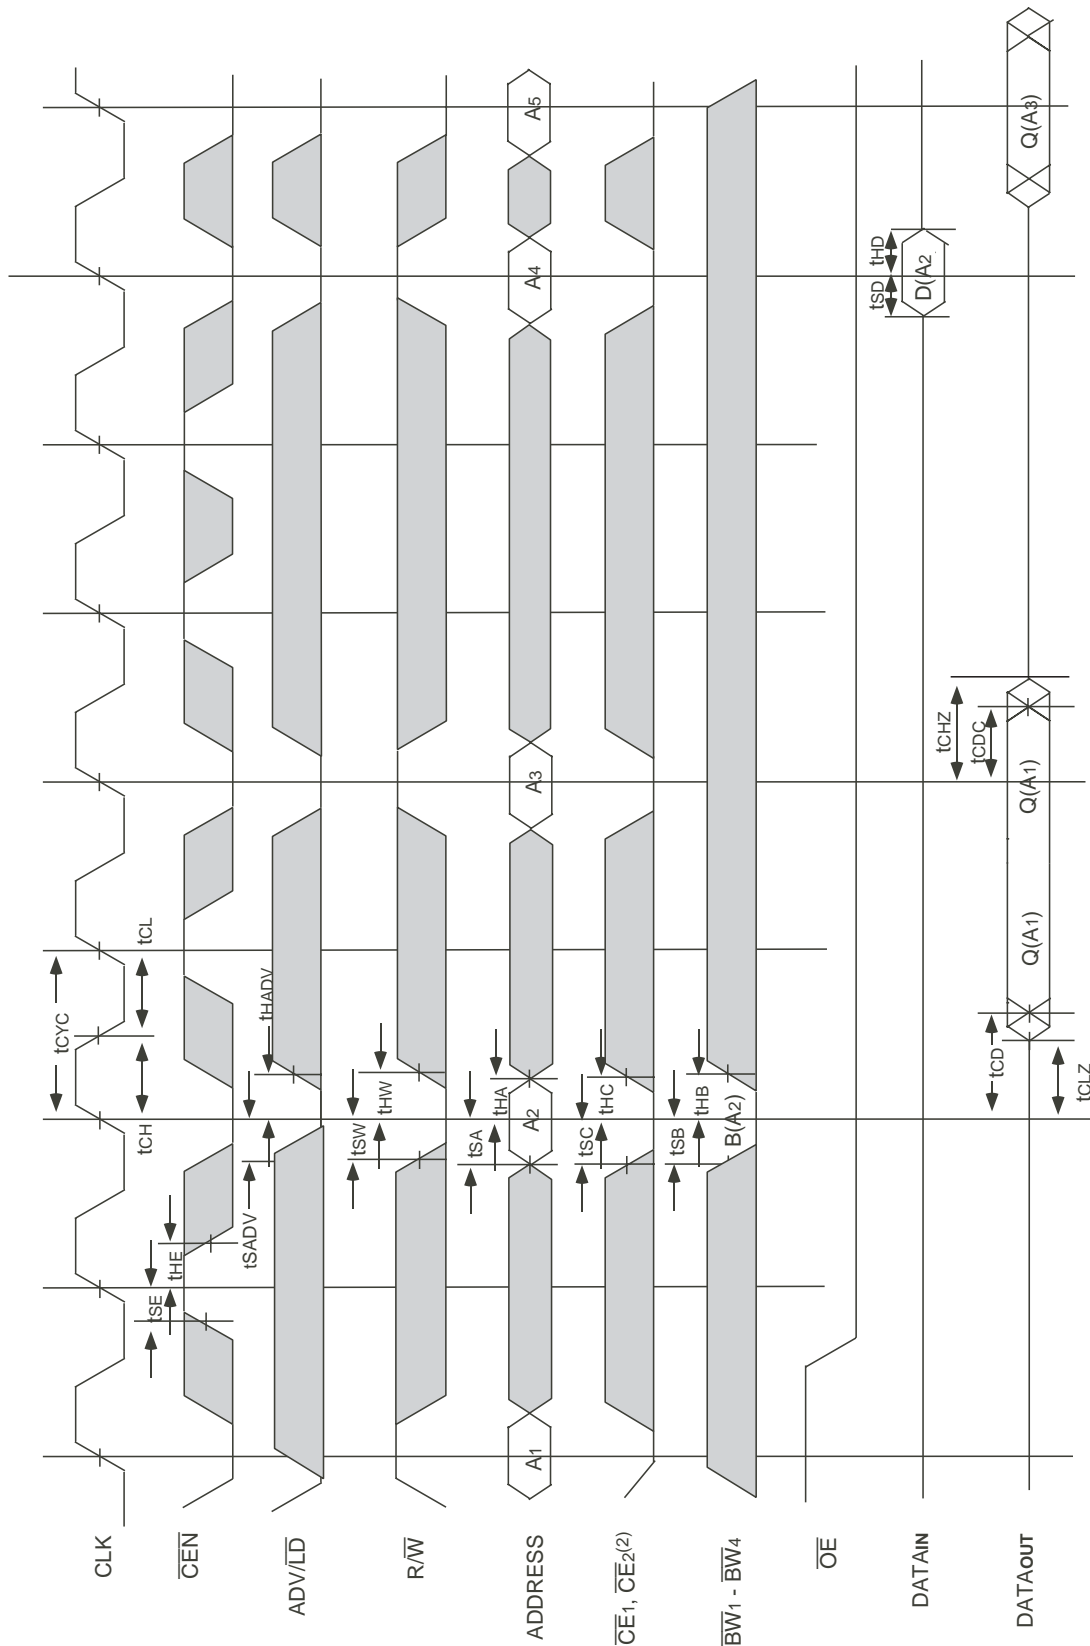 CLK
tCYC
tCH
tCL
CEN
tSE
tHE
ADV/LD
tSADV
tHADV
R/W
tSW
tHW
ADDRESS
A1
tSA
tHA
A2
A3
A4
A5
CE1, CE2(2)
tSC
tHC
BW1 - BW4
tSB
tHB
B(A2)
OE
DATAIN
tSD
tHD
D(A2
DATAOUT
tCLZ
tCD
Q(A1)
Q(A1)
tCHZ
tCDC
Q(A3)